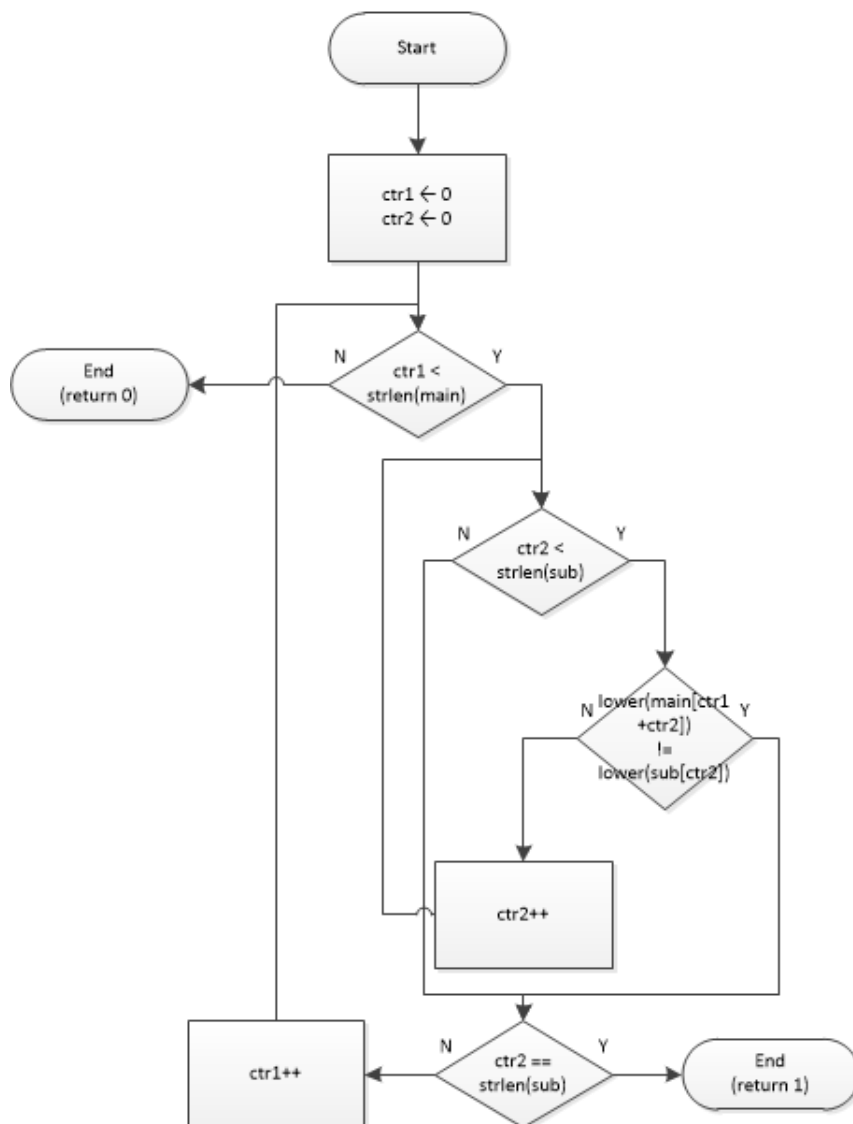 Start
ctr1 ← 0
ctr2 ← 0
N
Y
ctr1 <
strlen(main)
End
(return 0)
N
Y
ctr2 <
strlen(sub)
N
Y
lower(main[ctr1
+ctr2])
!=
lower(sub[ctr2])
ctr2++
N
Y
ctr2 ==
strlen(sub)
ctr1++
End
(return 1)